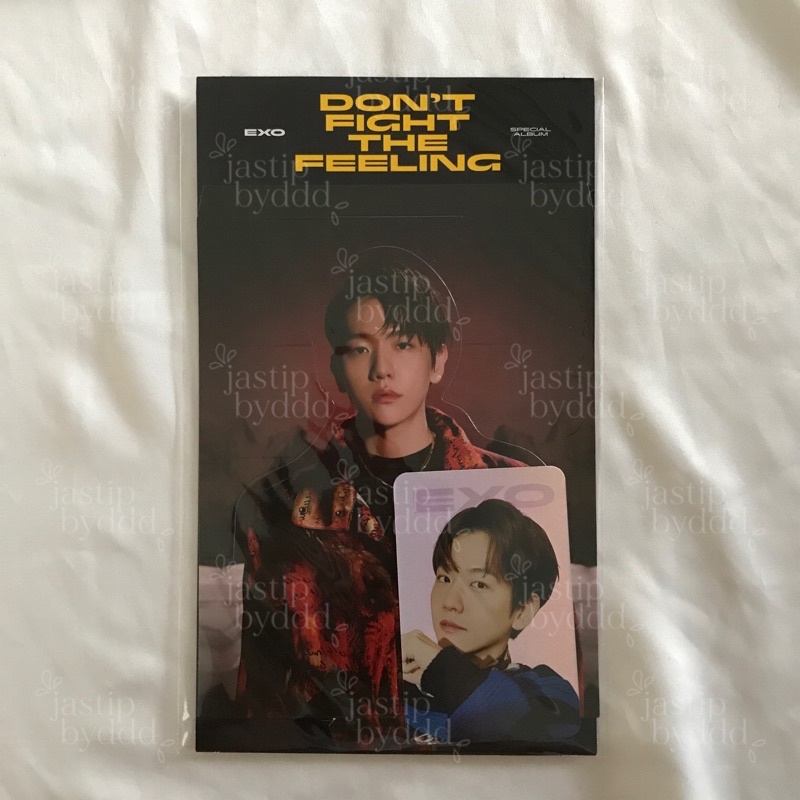 DON'T
FIGHT
THE
FEELING
EXO
SPECIAL
ALBUM
EXO
jastip
byddd